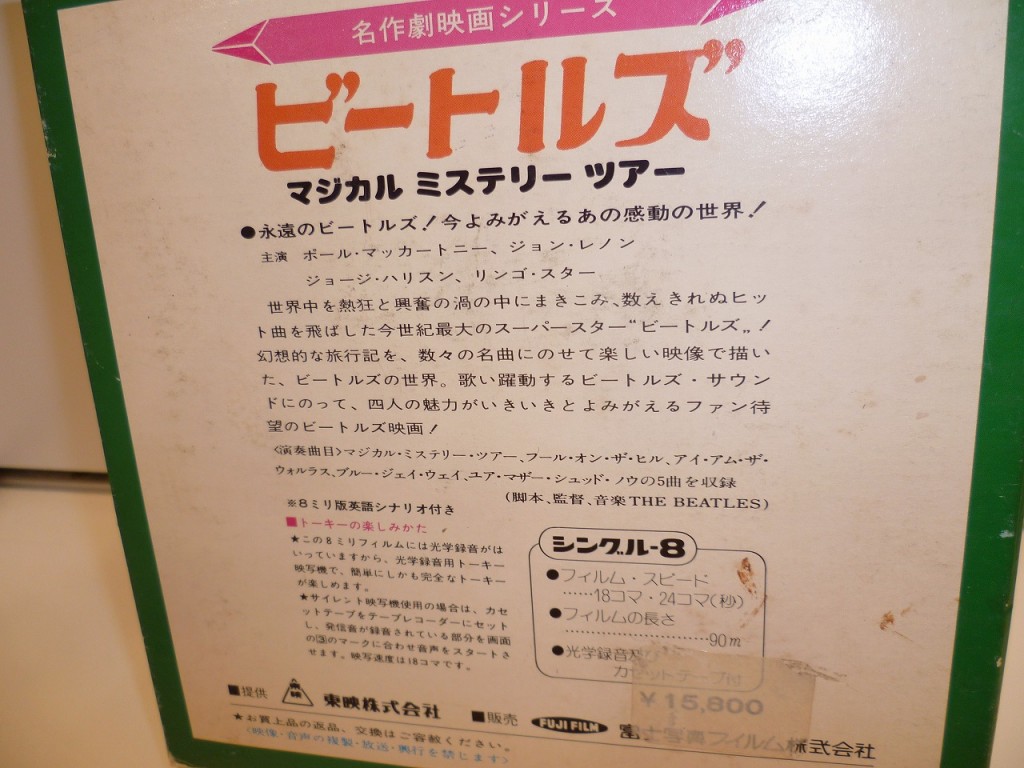 名作劇映画シリーズ
ビートルズ
マジカル ミステリー ツアー
●永遠のビートルズ!今よみがえるあの感動の世界!
主演 ポール・マッカートニー、ジョン・レノン
ジョージ・ハリスン、リンゴ・スター
世界中を熱狂と興奮の渦の中にまきこみ、数えきれぬヒッ
ト曲を飛ばした今世紀最大のスーパースター“ビートルズ„!
幻想的な旅行記を、数々の名曲にのせて楽しい映像で描い
た、ビートルズの世界。歌い躍動するビートルズ・サウン
ドにのって、四人の魅力がいきいきとよみがえるファン待
望のビートルズ映画!
〈演奏曲目〉マジカル・ミステリー・ツアー、フール・オン・ザ・ヒル、アイ・アム・ザ・
ウォルラス、ブルー・ジェイ・ウェイ、ユア・マザー・シュッド・ノウの5曲を収録
(脚本、監督、音楽THE BEATLES)
※8ミリ版英語シナリオ付き
■トーキーの楽しみかた
★この8ミリフィルムには光学録音がは
いっていますから、光学録音用トーキー
映写機で、簡単にしかも完全なトーキー
が楽しめます。
★サイレント映写機使用の場合は、カセ
ットテープをテープレコーダーにセット
し、発信音が録音されている部分を画面
の③のマークに合わせ音声をスタートさ
せます。映写速度は18コマです。
シングル-8
●フィルム・スピード
……18コマ・24コマ(秒)
●フィルムの長さ
……………………90m
●光学録音及
カセットテープ付
¥15,800
■提供 東映 東映株式会社 ■販売 FUJI FILM 富士写真フイルム株式会社
★お買上品の返品、交換はご容赦ください。
〈映像・音声の複製・放送・興行を禁じます〉